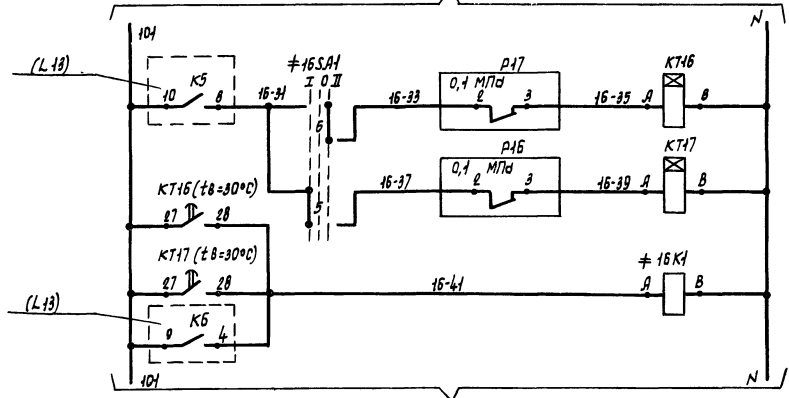 101 N
(L13) K5 ≠16SA1 I 0 II P17 KT16
10 8 16-31 0,1 МПа 2 3 16-33 16-35 A B
6
P16 KT17
0,1 МПа
5 16-37 2 3 16-39 A B
KT16 (tв=30°C)
27 28
KT17 (tв=30°C)
27 28 16-41 ≠16K1 A B
(L13) K6
9 4
101 N